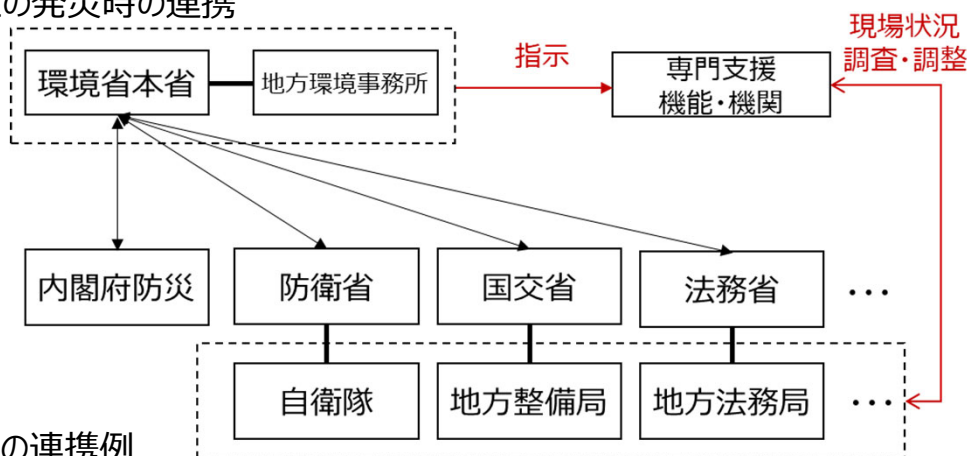 の発災時の連携
環境省本省
地方環境事務所
指示
専門支援
機能・機関
現場状況
調査・調整
内閣府防災
防衛省
国交省
法務省
…
自衛隊
地方整備局
地方法務局
…
の連携例